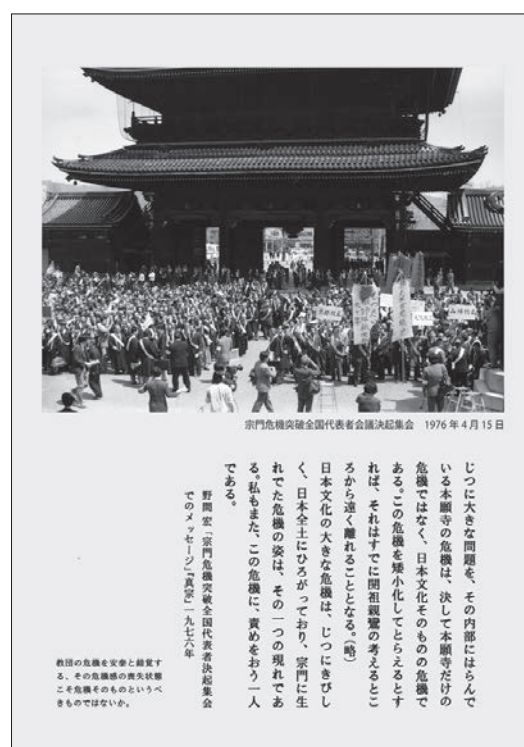 宗門危機突破全国代表者会議決起集会　1976年4月15日
じつに大きな問題を、その内部にはらんで
いる本願寺の危機は、決して本願寺だけの
危機ではなく、日本文化そのものの危機で
ある。この危機を矮小化してとらえるとす
れば、それはすでに開祖親鸞の考えるとこ
ろから遠く離れることとなる。(略)
日本文化の大きな危機は、じつにきびし
く、日本全土にひろがっており、宗門に生
れでた危機の姿は、その一つの現れであ
る。私もまた、この危機に、責めをおう一人
である。
野間 宏「宗門危機突破全国代表者決起集会
でのメッセージ」『真宗』一九七六年
教団の危機を安泰と錯覚す
る、その危機感の喪失状態
こそ危機そのものというべ
きものではないか。